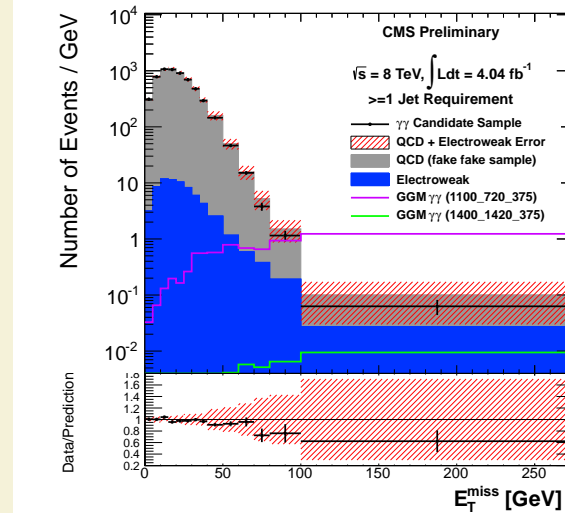 CMS Preliminary
√s = 8 TeV, ∫Ldt = 4.04 fb⁻¹
>=1 Jet Requirement
γγ Candidate Sample
QCD + Electroweak Error
QCD (fake fake sample)
Electroweak
GGM γγ (1100_720_375)
GGM γγ (1400_1420_375)
Number of Events / GeV
10⁴
10³
10²
10
1
10⁻¹
10⁻²
Data/Prediction
1.8
1.6
1.4
1.2
1
0.8
0.6
0.4
0.2
0 50 100 150 200 250
E_T^miss [GeV]